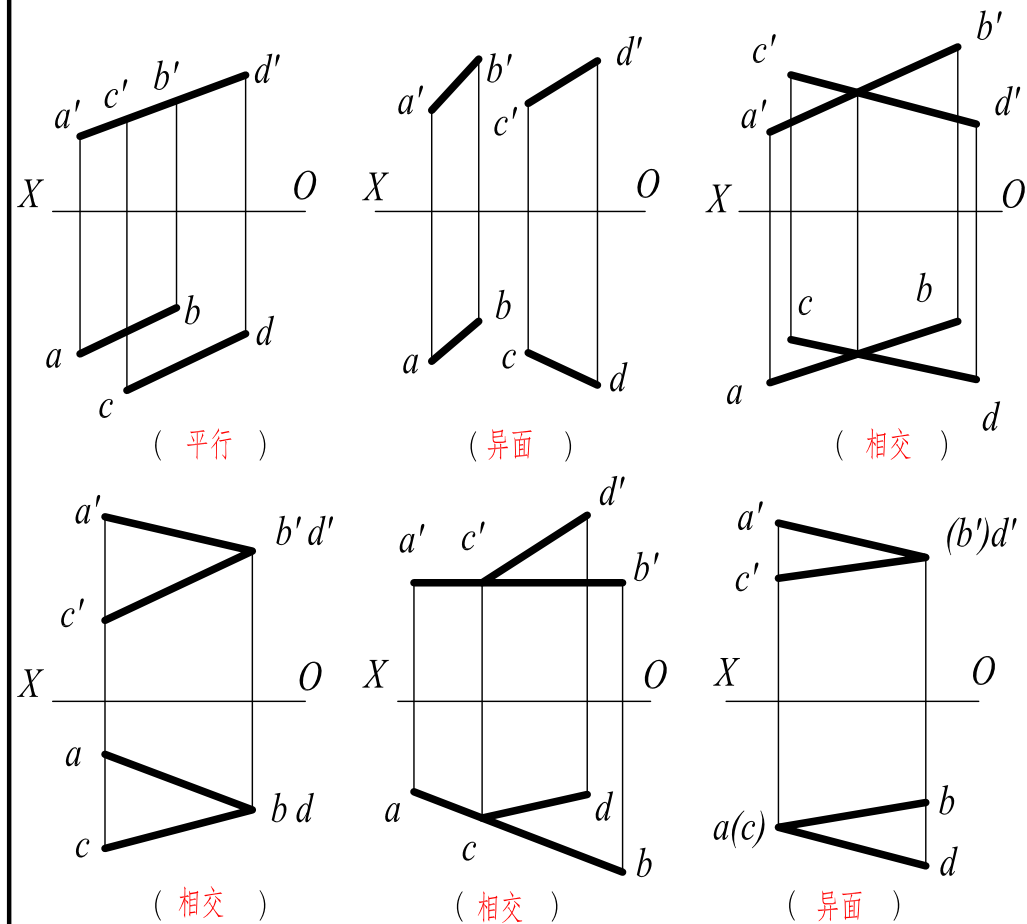 a' c' b' d'
X O
a b
c d
( 平行 )
a' b' c' d'
X O
a b c d
( 异面 )
c' b'
a' d'
X O
c b
a d
( 相交 )
a' b' d'
c'
X O
a
c b d
( 相交 )
a' c' d' b'
X O
a c d b
( 相交 )
a' (b')d'
c'
X O
a(c) b
d
( 异面 )